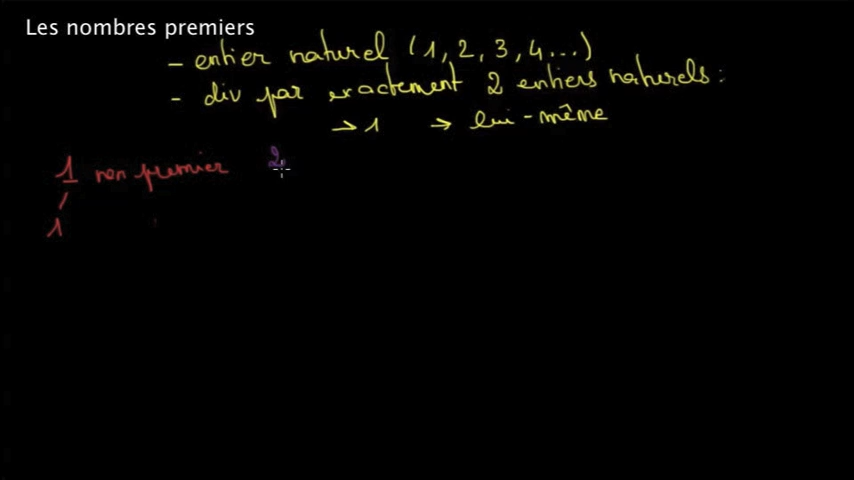 Les nombres premiers
- entier naturel (1, 2, 3, 4...)
- div par exactement 2 entiers naturels :
→ 1 → lui-même
1 non premier 2
1